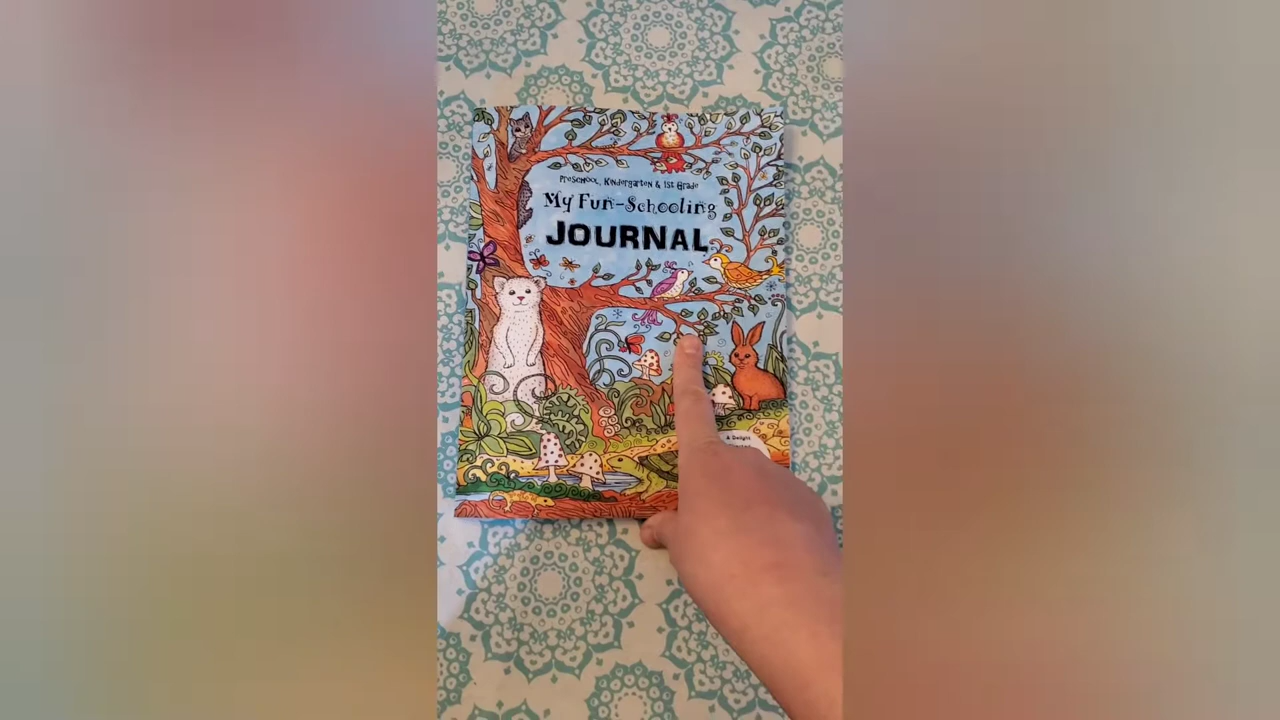 Preschool, Kindergarten & 1st Grade
My Fun-Schooling
JOURNAL
A Delight